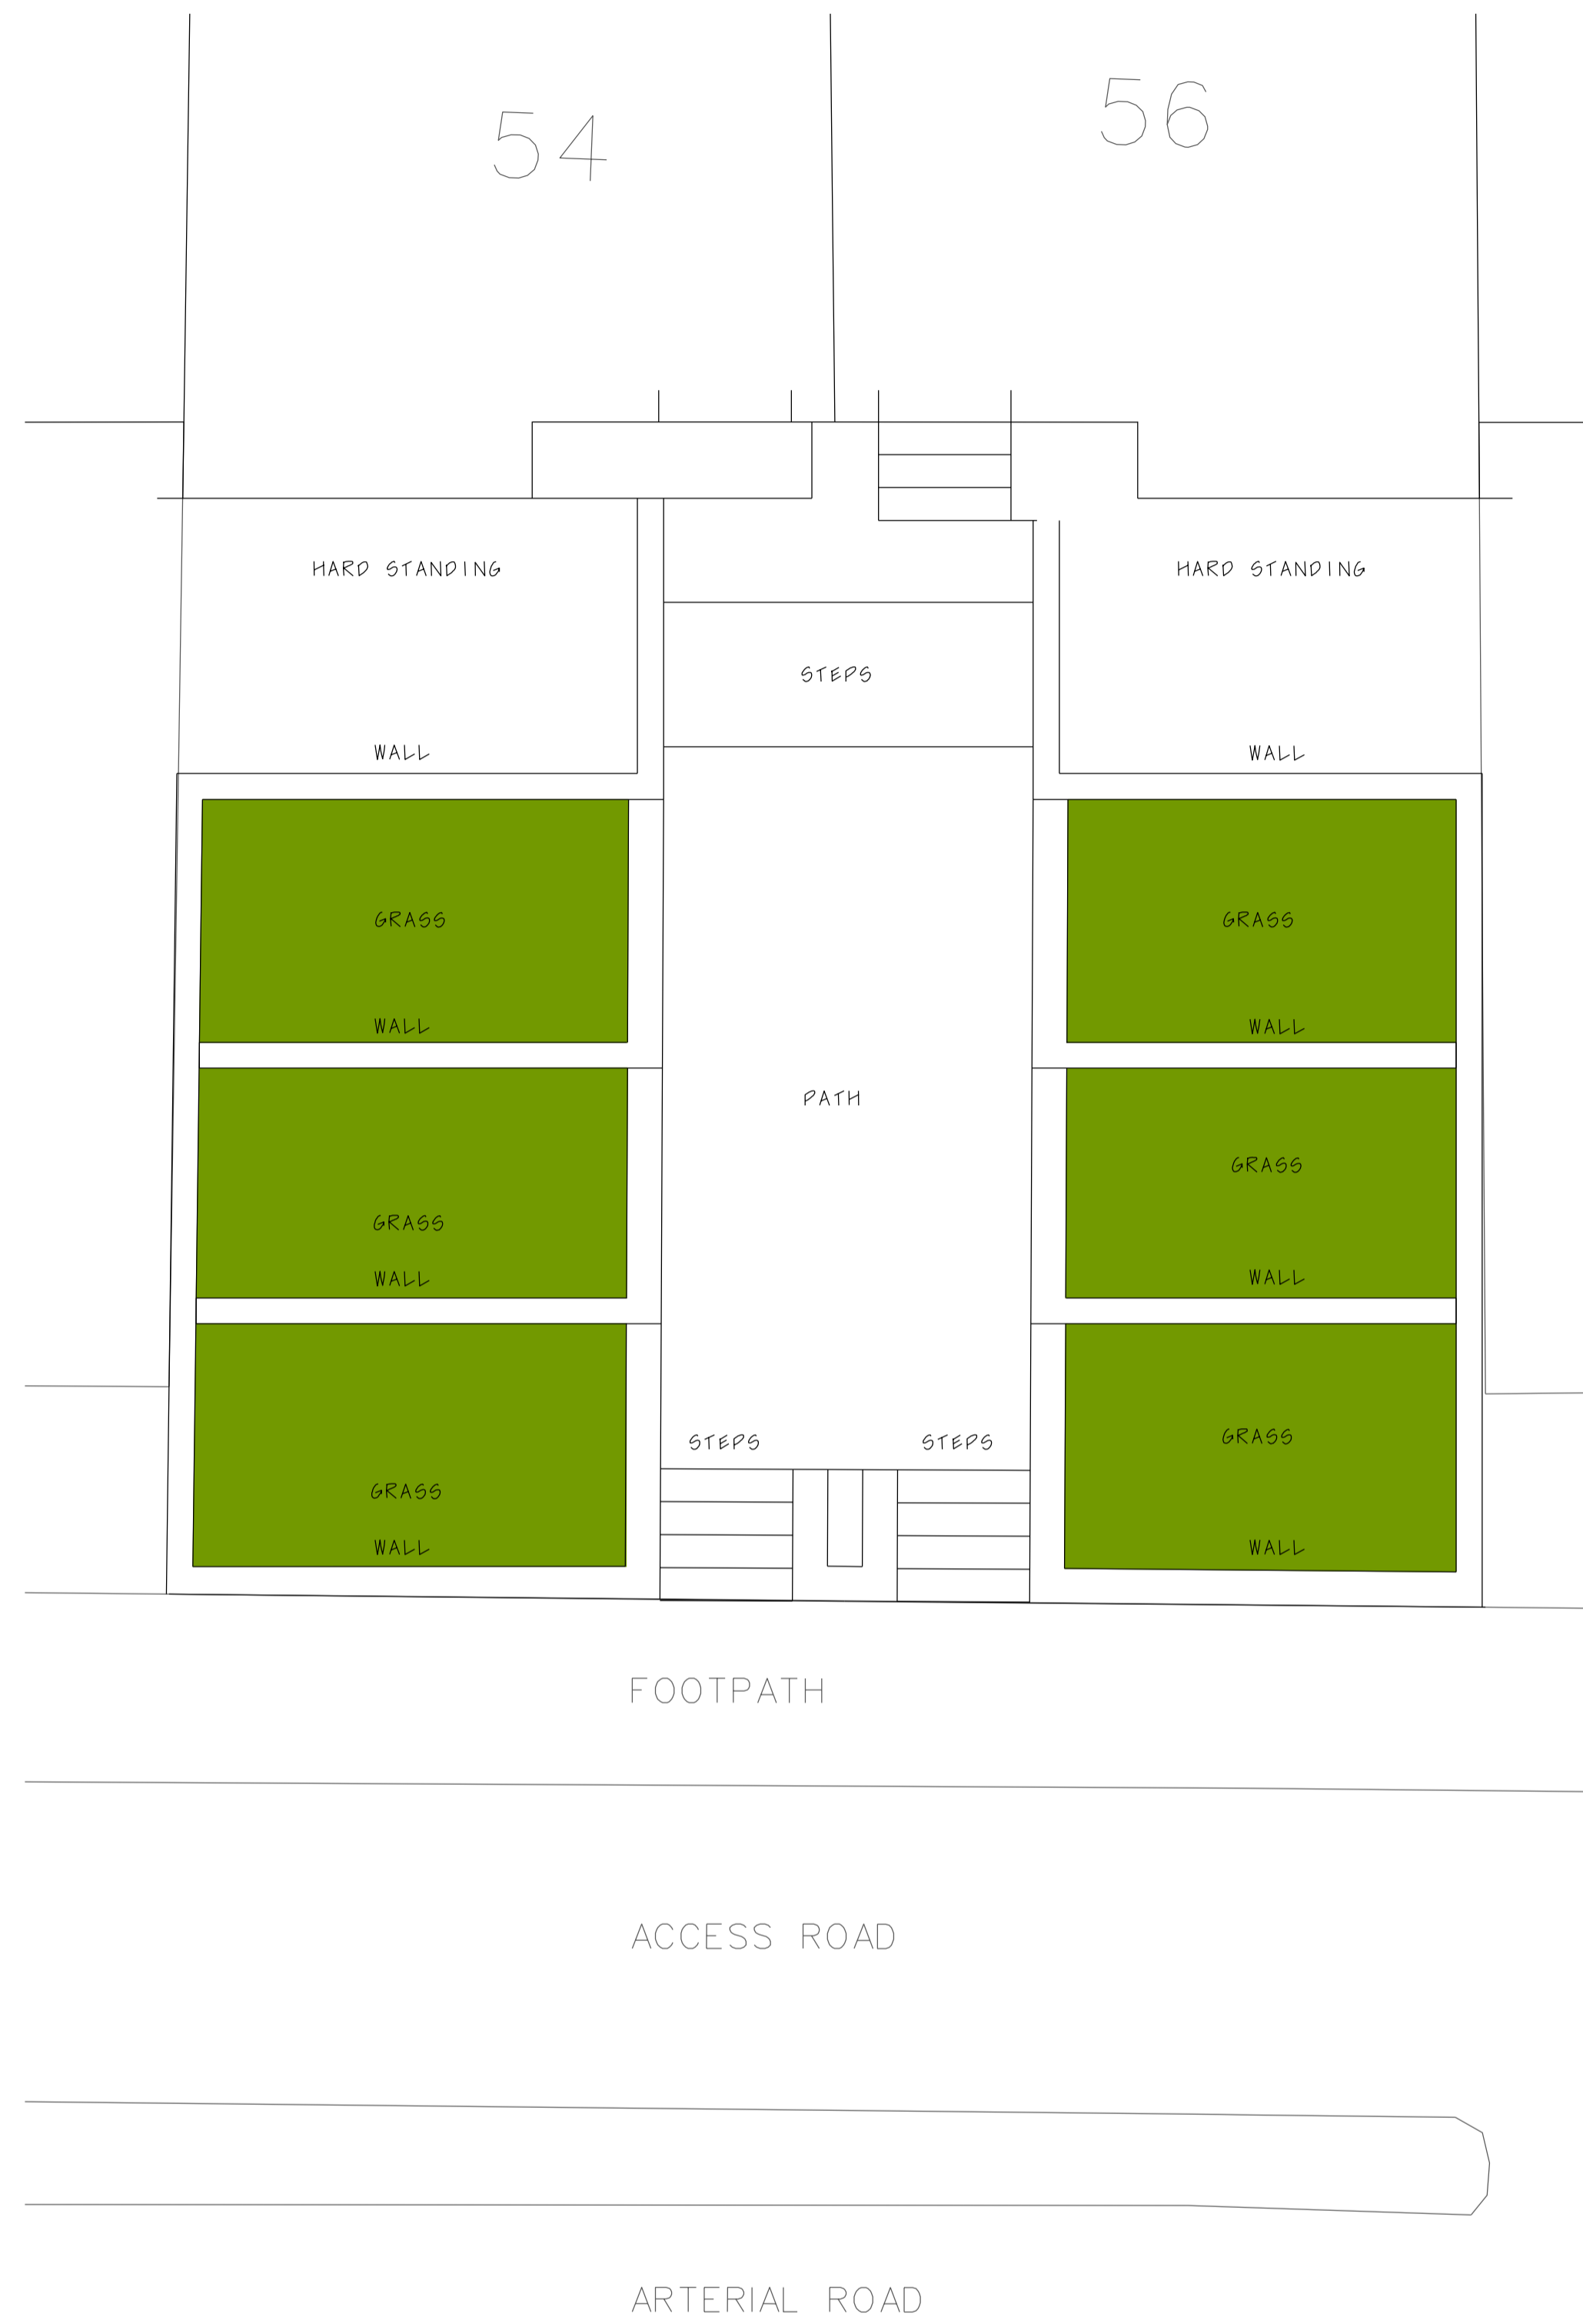 54
56
HARD STANDING
HARD STANDING
STEPS
WALL
WALL
GRASS
GRASS
WALL
WALL
PATH
GRASS
GRASS
WALL
WALL
STEPS
STEPS
GRASS
GRASS
WALL
WALL
FOOTPATH
ACCESS ROAD
ARTERIAL ROAD